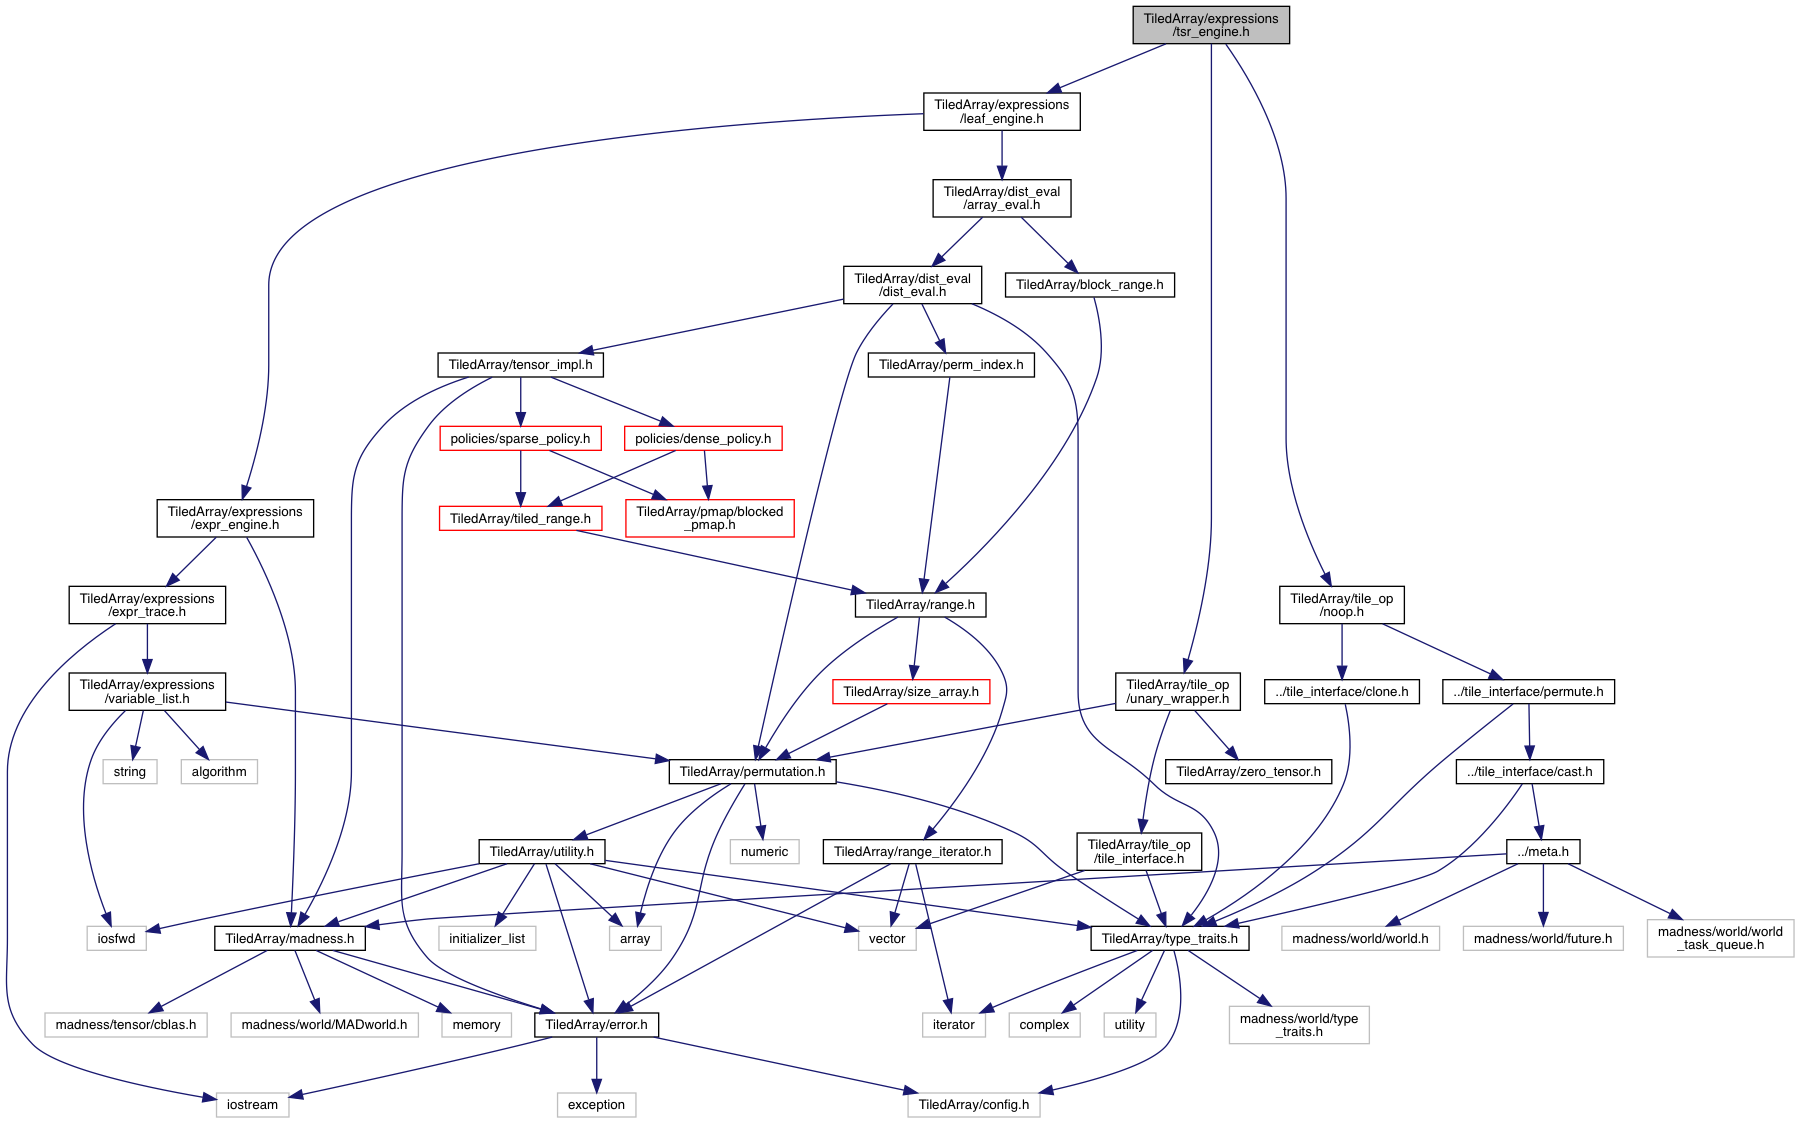 TiledArray/expressions
/tsr_engine.h
TiledArray/expressions
/leaf_engine.h
TiledArray/dist_eval
/array_eval.h
TiledArray/dist_eval
/dist_eval.h
TiledArray/block_range.h
TiledArray/tensor_impl.h
TiledArray/perm_index.h
policies/sparse_policy.h
policies/dense_policy.h
TiledArray/expressions
/expr_engine.h
TiledArray/tiled_range.h
TiledArray/pmap/blocked
_pmap.h
TiledArray/expressions
/expr_trace.h
TiledArray/range.h
TiledArray/tile_op
/noop.h
TiledArray/expressions
/variable_list.h
TiledArray/size_array.h
TiledArray/tile_op
/unary_wrapper.h
../tile_interface/clone.h
../tile_interface/permute.h
string
algorithm
TiledArray/permutation.h
TiledArray/zero_tensor.h
../tile_interface/cast.h
TiledArray/utility.h
numeric
TiledArray/range_iterator.h
TiledArray/tile_op
/tile_interface.h
../meta.h
iosfwd
TiledArray/madness.h
initializer_list
array
vector
TiledArray/type_traits.h
madness/world/world.h
madness/world/future.h
madness/world/world
_task_queue.h
madness/tensor/cblas.h
madness/world/MADworld.h
memory
TiledArray/error.h
iterator
complex
utility
madness/world/type
_traits.h
iostream
exception
TiledArray/config.h